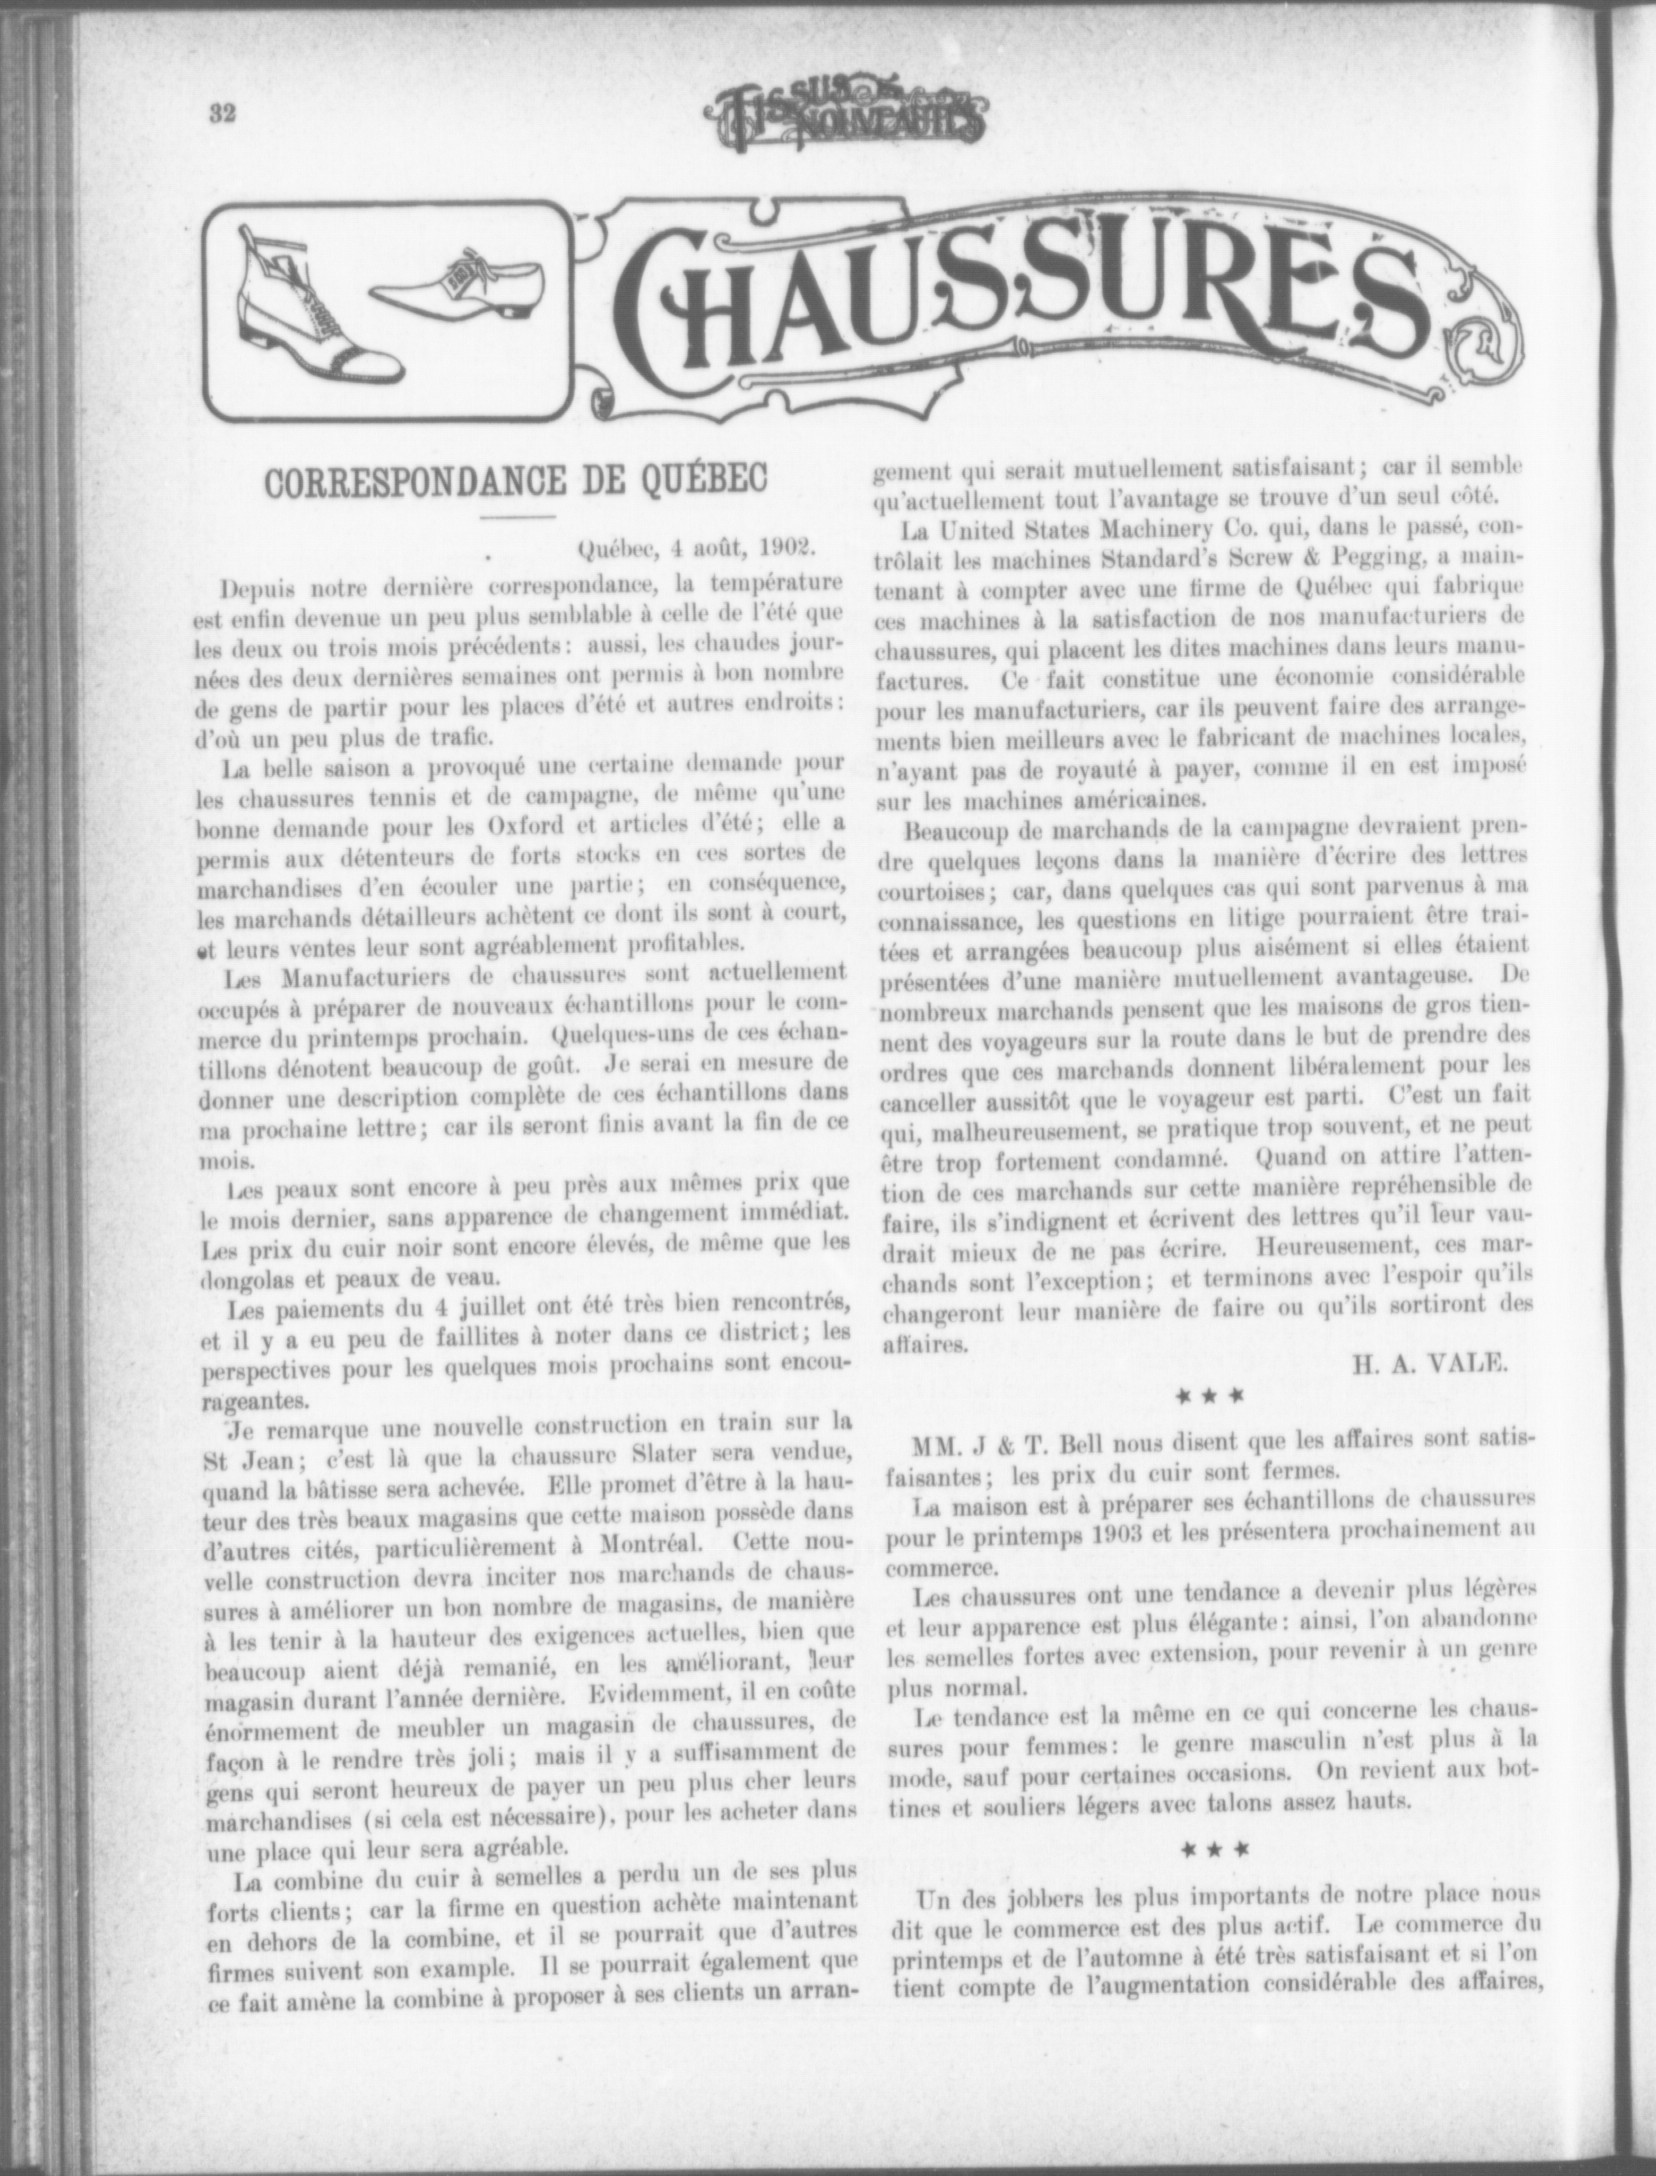 32
TISSUS & NOUVEAUTÉS
CHAUSSURES
CORRESPONDANCE DE QUÉBEC
Québec, 4 août, 1902.
Depuis notre dernière correspondance, la température
est enfin devenue un peu plus semblable à celle de l'été que
les deux ou trois mois précédents: aussi, les chaudes jour-
nées des deux dernières semaines ont permis à bon nombre
de gens de partir pour les places d'été et autres endroits:
d'où un peu plus de trafic.
La belle saison a provoqué une certaine demande pour
les chaussures tennis et de campagne, de même qu'une
bonne demande pour les Oxford et articles d'été; elle a
permis aux détenteurs de forts stocks en ces sortes de
marchandises d'en écouler une partie; en conséquence,
les marchands détailleurs achètent ce dont ils sont à court,
et leurs ventes leur sont agréablement profitables.
Les Manufacturiers de chaussures sont actuellement
occupés à préparer de nouveaux échantillons pour le com-
merce du printemps prochain. Quelques-uns de ces échan-
tillons dénotent beaucoup de goût. Je serai en mesure de
donner une description complète de ces échantillons dans
ma prochaine lettre; car ils seront finis avant la fin de ce
mois.
Les peaux sont encore à peu près aux mêmes prix que
le mois dernier, sans apparence de changement immédiat.
Les prix du cuir noir sont encore élevés, de même que les
dongolas et peaux de veau.
Les paiements du 4 juillet ont été très bien rencontrés,
et il y a eu peu de faillites à noter dans ce district; les
perspectives pour les quelques mois prochains sont encou-
rageantes.
Je remarque une nouvelle construction en train sur la
St Jean; c'est là que la chaussure Slater sera vendue,
quand la bâtisse sera achevée. Elle promet d'être à la hau-
teur des très beaux magasins que cette maison possède dans
d'autres cités, particulièrement à Montréal. Cette nou-
velle construction devra inciter nos marchands de chaus-
sures à améliorer un bon nombre de magasins, de manière
à les tenir à la hauteur des exigences actuelles, bien que
beaucoup aient déjà remanié, en les améliorant, leur
magasin durant l'année dernière. Evidemment, il en coûte
énormement de meubler un magasin de chaussures, de
façon à le rendre très joli; mais il y a suffisamment de
gens qui seront heureux de payer un peu plus cher leurs
marchandises (si cela est nécessaire), pour les acheter dans
une place qui leur sera agréable.
La combine du cuir à semelles a perdu un de ses plus
forts clients; car la firme en question achète maintenant
en dehors de la combine, et il se pourrait que d'autres
firmes suivent son example. Il se pourrait également que
ce fait amène la combine à proposer à ses clients un arran-
gement qui serait mutuellement satisfaisant; car il semble
qu'actuellement tout l'avantage se trouve d'un seul côté.
La United States Machinery Co. qui, dans le passé, con-
trôlait les machines Standard's Screw & Pegging, a main-
tenant à compter avec une firme de Québec qui fabrique
ces machines à la satisfaction de nos manufacturiers de
chaussures, qui placent les dites machines dans leurs manu-
factures. Ce fait constitue une économie considérable
pour les manufacturiers, car ils peuvent faire des arrange-
ments bien meilleurs avec le fabricant de machines locales,
n'ayant pas de royauté à payer, comme il en est imposé
sur les machines américaines.
Beaucoup de marchands de la campagne devraient pren-
dre quelques leçons dans la manière d'écrire des lettres
courtoises; car, dans quelques cas qui sont parvenus à ma
connaissance, les questions en litige pourraient être trai-
tées et arrangées beaucoup plus aisément si elles étaient
présentées d'une manière mutuellement avantageuse. De
nombreux marchands pensent que les maisons de gros tien-
nent des voyageurs sur la route dans le but de prendre des
ordres que ces marchands donnent libéralement pour les
canceller aussitôt que le voyageur est parti. C'est un fait
qui, malheureusement, se pratique trop souvent, et ne peut
être trop fortement condamné. Quand on attire l'atten-
tion de ces marchands sur cette manière repréhensible de
faire, ils s'indignent et écrivent des lettres qu'il leur vau-
drait mieux de ne pas écrire. Heureusement, ces mar-
chands sont l'exception; et terminons avec l'espoir qu'ils
changeront leur manière de faire ou qu'ils sortiront des
affaires.
H. A. VALE.
★ ★ ★
MM. J & T. Bell nous disent que les affaires sont satis-
faisantes; les prix du cuir sont fermes.
La maison est à préparer ses échantillons de chaussures
pour le printemps 1903 et les présentera prochainement au
commerce.
Les chaussures ont une tendance a devenir plus légères
et leur apparence est plus élégante: ainsi, l'on abandonne
les semelles fortes avec extension, pour revenir à un genre
plus normal.
Le tendance est la même en ce qui concerne les chaus-
sures pour femmes: le genre masculin n'est plus à la
mode, sauf pour certaines occasions. On revient aux bot-
tines et souliers légers avec talons assez hauts.
★ ★ ★
Un des jobbers les plus importants de notre place nous
dit que le commerce est des plus actif. Le commerce du
printemps et de l'automne à été très satisfaisant et si l'on
tient compte de l'augmentation considérable des affaires,